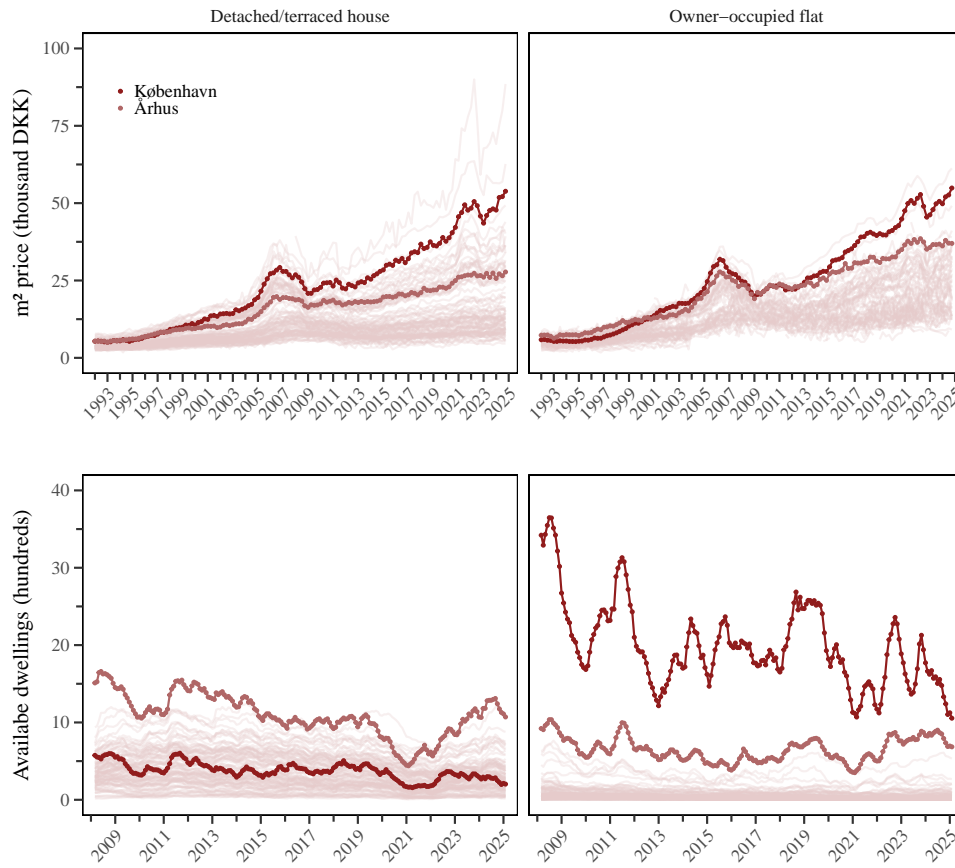 Detached/terraced house Owner−occupied flat
m² price (thousand DKK)
100
75
50
25
0
København
Århus
1993 1995 1997 1999 2001 2003 2005 2007 2009 2011 2013 2015 2017 2019 2021 2023 2025
1993 1995 1997 1999 2001 2003 2005 2007 2009 2011 2013 2015 2017 2019 2021 2023 2025
Availabe dwellings (hundreds)
40
30
20
10
0
2009 2011 2013 2015 2017 2019 2021 2023 2025
2009 2011 2013 2015 2017 2019 2021 2023 2025